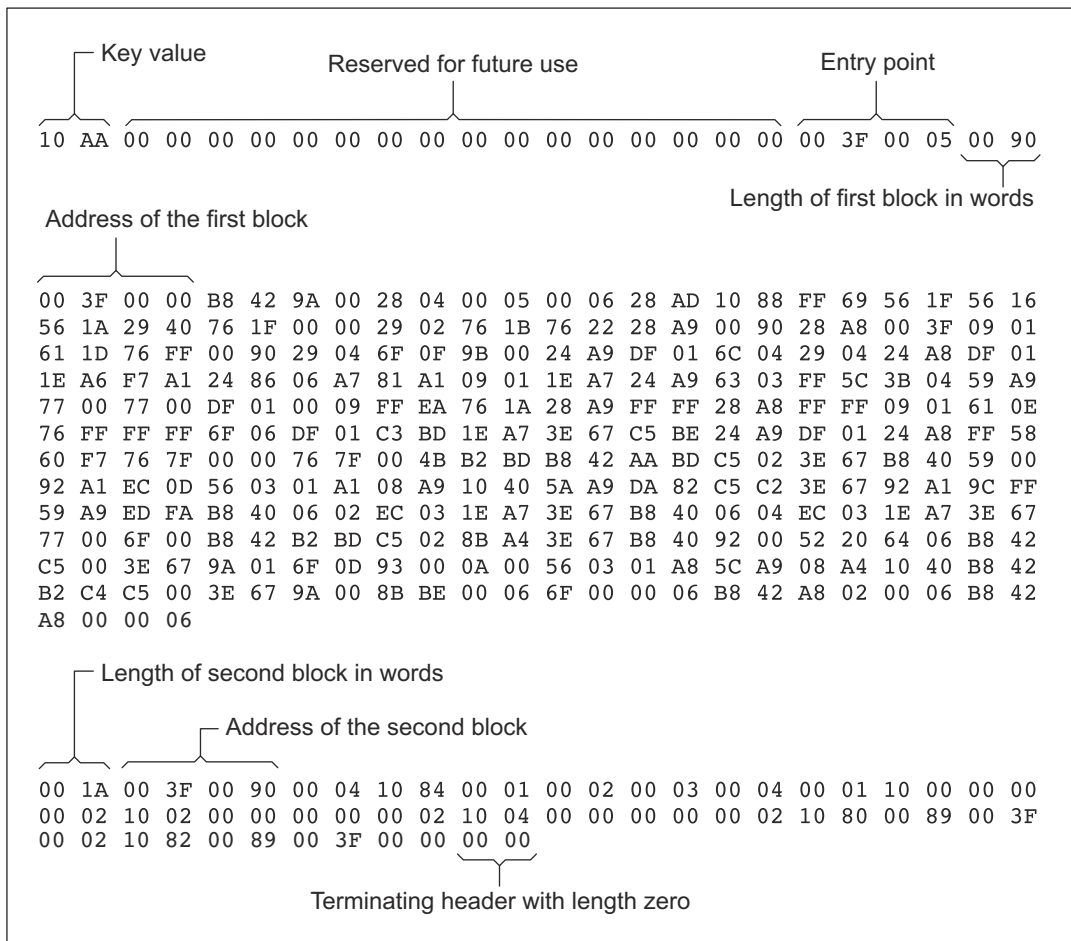 Key value
Reserved for future use
Entry point
10 AA 00 00 00 00 00 00 00 00 00 00 00 00 00 00 00 00 00 3F 00 05 00 90
Length of first block in words
Address of the first block
00 3F 00 00 B8 42 9A 00 28 04 00 05 00 06 28 AD 10 88 FF 69 56 1F 56 16
56 1A 29 40 76 1F 00 00 29 02 76 1B 76 22 28 A9 00 90 28 A8 00 3F 09 01
61 1D 76 FF 00 90 29 04 6F 0F 9B 00 24 A9 DF 01 6C 04 29 04 24 A8 DF 01
1E A6 F7 A1 24 86 06 A7 81 A1 09 01 1E A7 24 A9 63 03 FF 5C 3B 04 59 A9
77 00 77 00 DF 01 00 09 FF EA 76 1A 28 A9 FF FF 28 A8 FF FF 09 01 61 0E
76 FF FF FF 6F 06 DF 01 C3 BD 1E A7 3E 67 C5 BE 24 A9 DF 01 24 A8 FF 58
60 F7 76 7F 00 00 76 7F 00 4B B2 BD B8 42 AA BD C5 02 3E 67 B8 40 59 00
92 A1 EC 0D 56 03 01 A1 08 A9 10 40 5A A9 DA 82 C5 C2 3E 67 92 A1 9C FF
59 A9 ED FA B8 40 06 02 EC 03 1E A7 3E 67 B8 40 06 04 EC 03 1E A7 3E 67
77 00 6F 00 B8 42 B2 BD C5 02 8B A4 3E 67 B8 40 92 00 52 20 64 06 B8 42
C5 00 3E 67 9A 01 6F 0D 93 00 0A 00 56 03 01 A8 5C A9 08 A4 10 40 B8 42
B2 C4 C5 00 3E 67 9A 00 8B BE 00 06 6F 00 00 06 B8 42 A8 02 00 06 B8 42
A8 00 00 06
Length of second block in words
Address of the second block
00 1A 00 3F 00 90 00 04 10 84 00 01 00 02 00 03 00 04 00 01 10 00 00 00
00 02 10 02 00 00 00 00 00 02 10 04 00 00 00 00 00 02 10 80 00 89 00 3F
00 02 10 82 00 89 00 3F 00 00 00 00
Terminating header with length zero